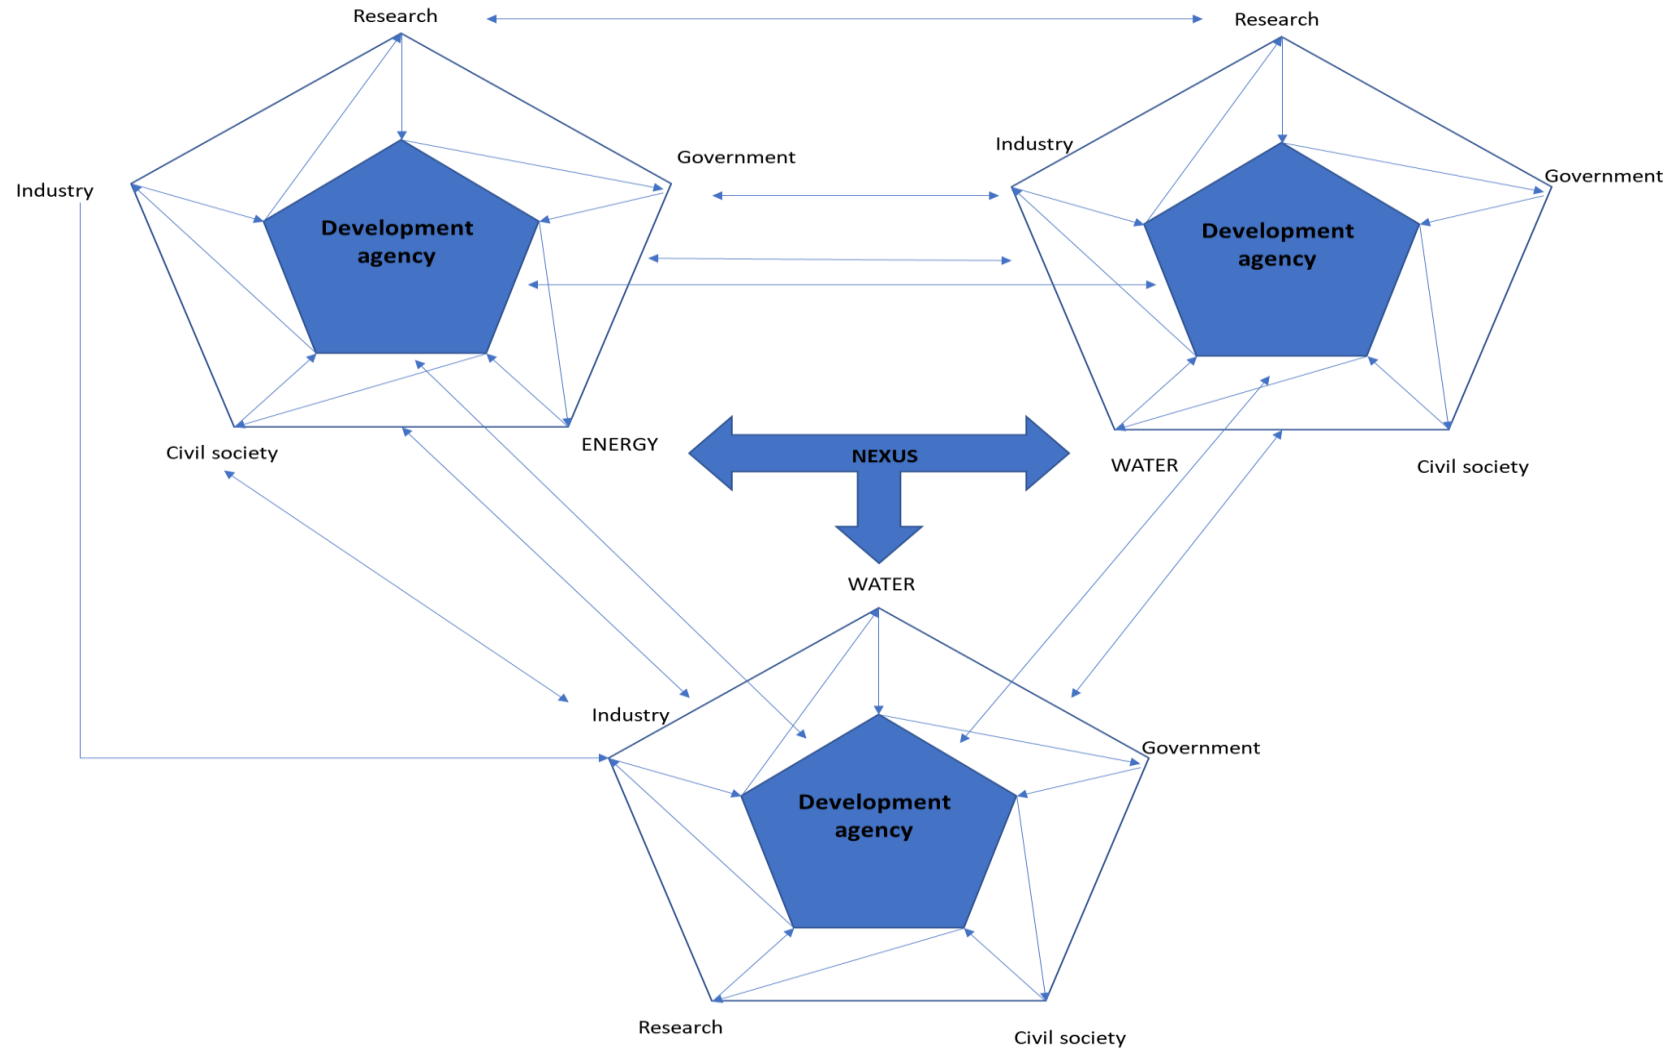 Research
Research
Industry
Government
Government
Industry
Development
agency
Development
agency
Civil society
ENERGY
NEXUS
WATER
Civil society
WATER
Industry
Government
Development
agency
Research
Civil society